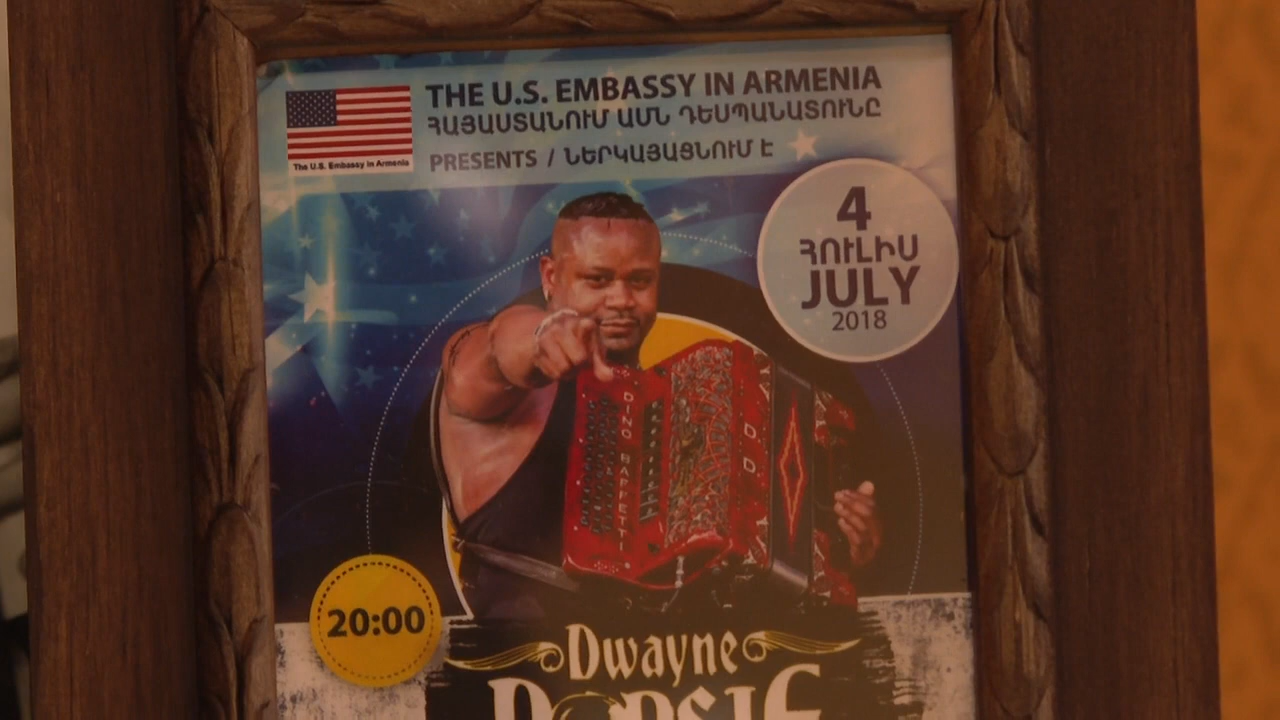 THE U.S. EMBASSY IN ARMENIA
ՀԱՅԱՍՏԱՆՈՒՄ ԱՄՆ ԴԵՍՊԱՆԱՏՈՒՆԸ
The U.S. Embassy in Armenia
PRESENTS / ՆԵՐԿԱՅԱՑՆՈՒՄ Է
4
ՀՈՒԼԻՍ
JULY
2018
DINO BAFFETTI
20:00
Dwayne
DOPSIE